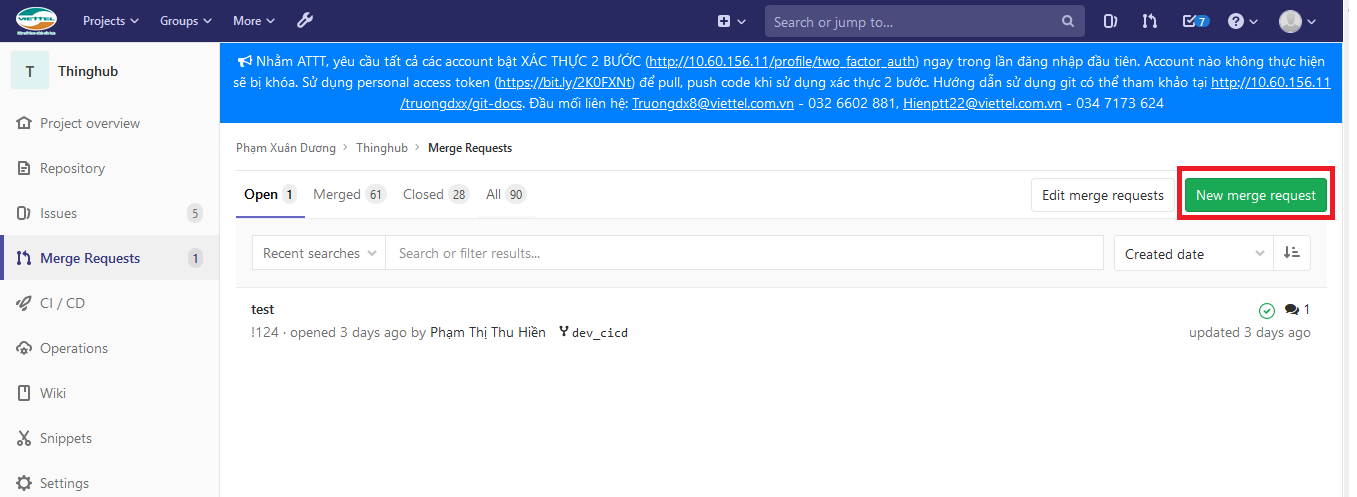 VIETTEL
Projects Groups More Search or jump to... 7
T Thinghub
Nhằm ATTT, yêu cầu tất cả các account bật XÁC THỰC 2 BƯỚC (http://10.60.156.11/profile/two_factor_auth) ngay trong lần đăng nhập đầu tiên. Account nào không thực hiện
sẽ bị khóa. Sử dụng personal access token (https://bit.ly/2K0FXNt) để pull, push code khi sử dụng xác thực 2 bước. Hướng dẫn sử dụng git có thể tham khảo tại http://10.60.156.11
/truongdxx/git-docs. Đầu mối liên hệ: Truongdx8@viettel.com.vn - 032 6602 881, Hienptt22@viettel.com.vn - 034 7173 624
Project overview
Repository
Issues 5
Merge Requests 1
CI / CD
Operations
Wiki
Snippets
Settings
Phạm Xuân Dương > Thinghub > Merge Requests
Open 1 Merged 61 Closed 28 All 90 Edit merge requests New merge request
Recent searches Search or filter results... Created date
test 1
!124 · opened 3 days ago by Phạm Thị Thu Hiền dev_cicd updated 3 days ago